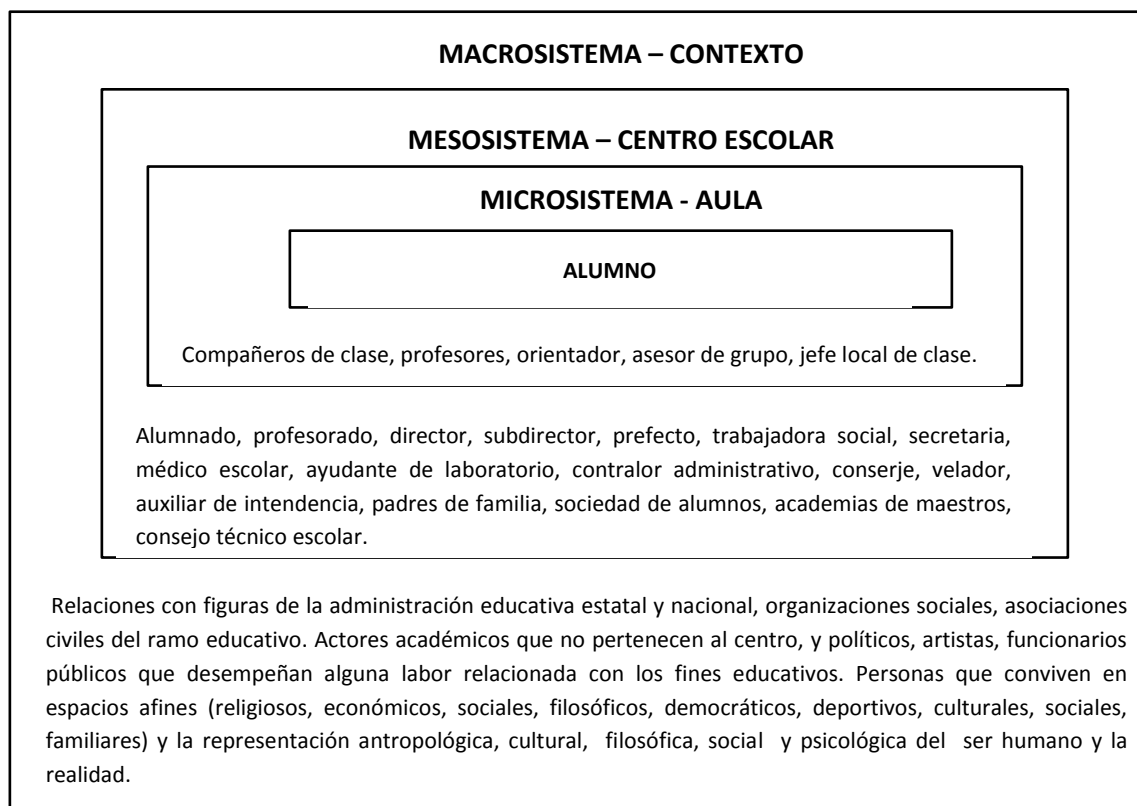 MACROSISTEMA – CONTEXTO
MESOSISTEMA – CENTRO ESCOLAR
MICROSISTEMA - AULA
ALUMNO
Compañeros de clase, profesores, orientador, asesor de grupo, jefe local de clase.
Alumnado, profesorado, director, subdirector, prefecto, trabajadora social, secretaria,
médico escolar, ayudante de laboratorio, contralor administrativo, conserje, velador,
auxiliar de intendencia, padres de familia, sociedad de alumnos, academias de maestros,
consejo técnico escolar.
Relaciones con figuras de la administración educativa estatal y nacional, organizaciones sociales, asociaciones
civiles del ramo educativo. Actores académicos que no pertenecen al centro, y políticos, artistas, funcionarios
públicos que desempeñan alguna labor relacionada con los fines educativos. Personas que conviven en
espacios afines (religiosos, económicos, sociales, filosóficos, democráticos, deportivos, culturales, sociales,
familiares) y la representación antropológica, cultural, filosófica, social y psicológica del ser humano y la
realidad.